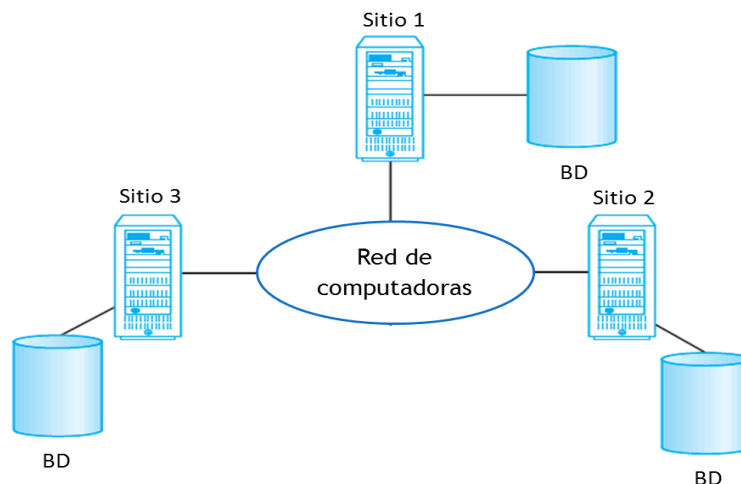 Sitio 1
BD
Sitio 3
Sitio 2
Red de
computadoras
BD
BD